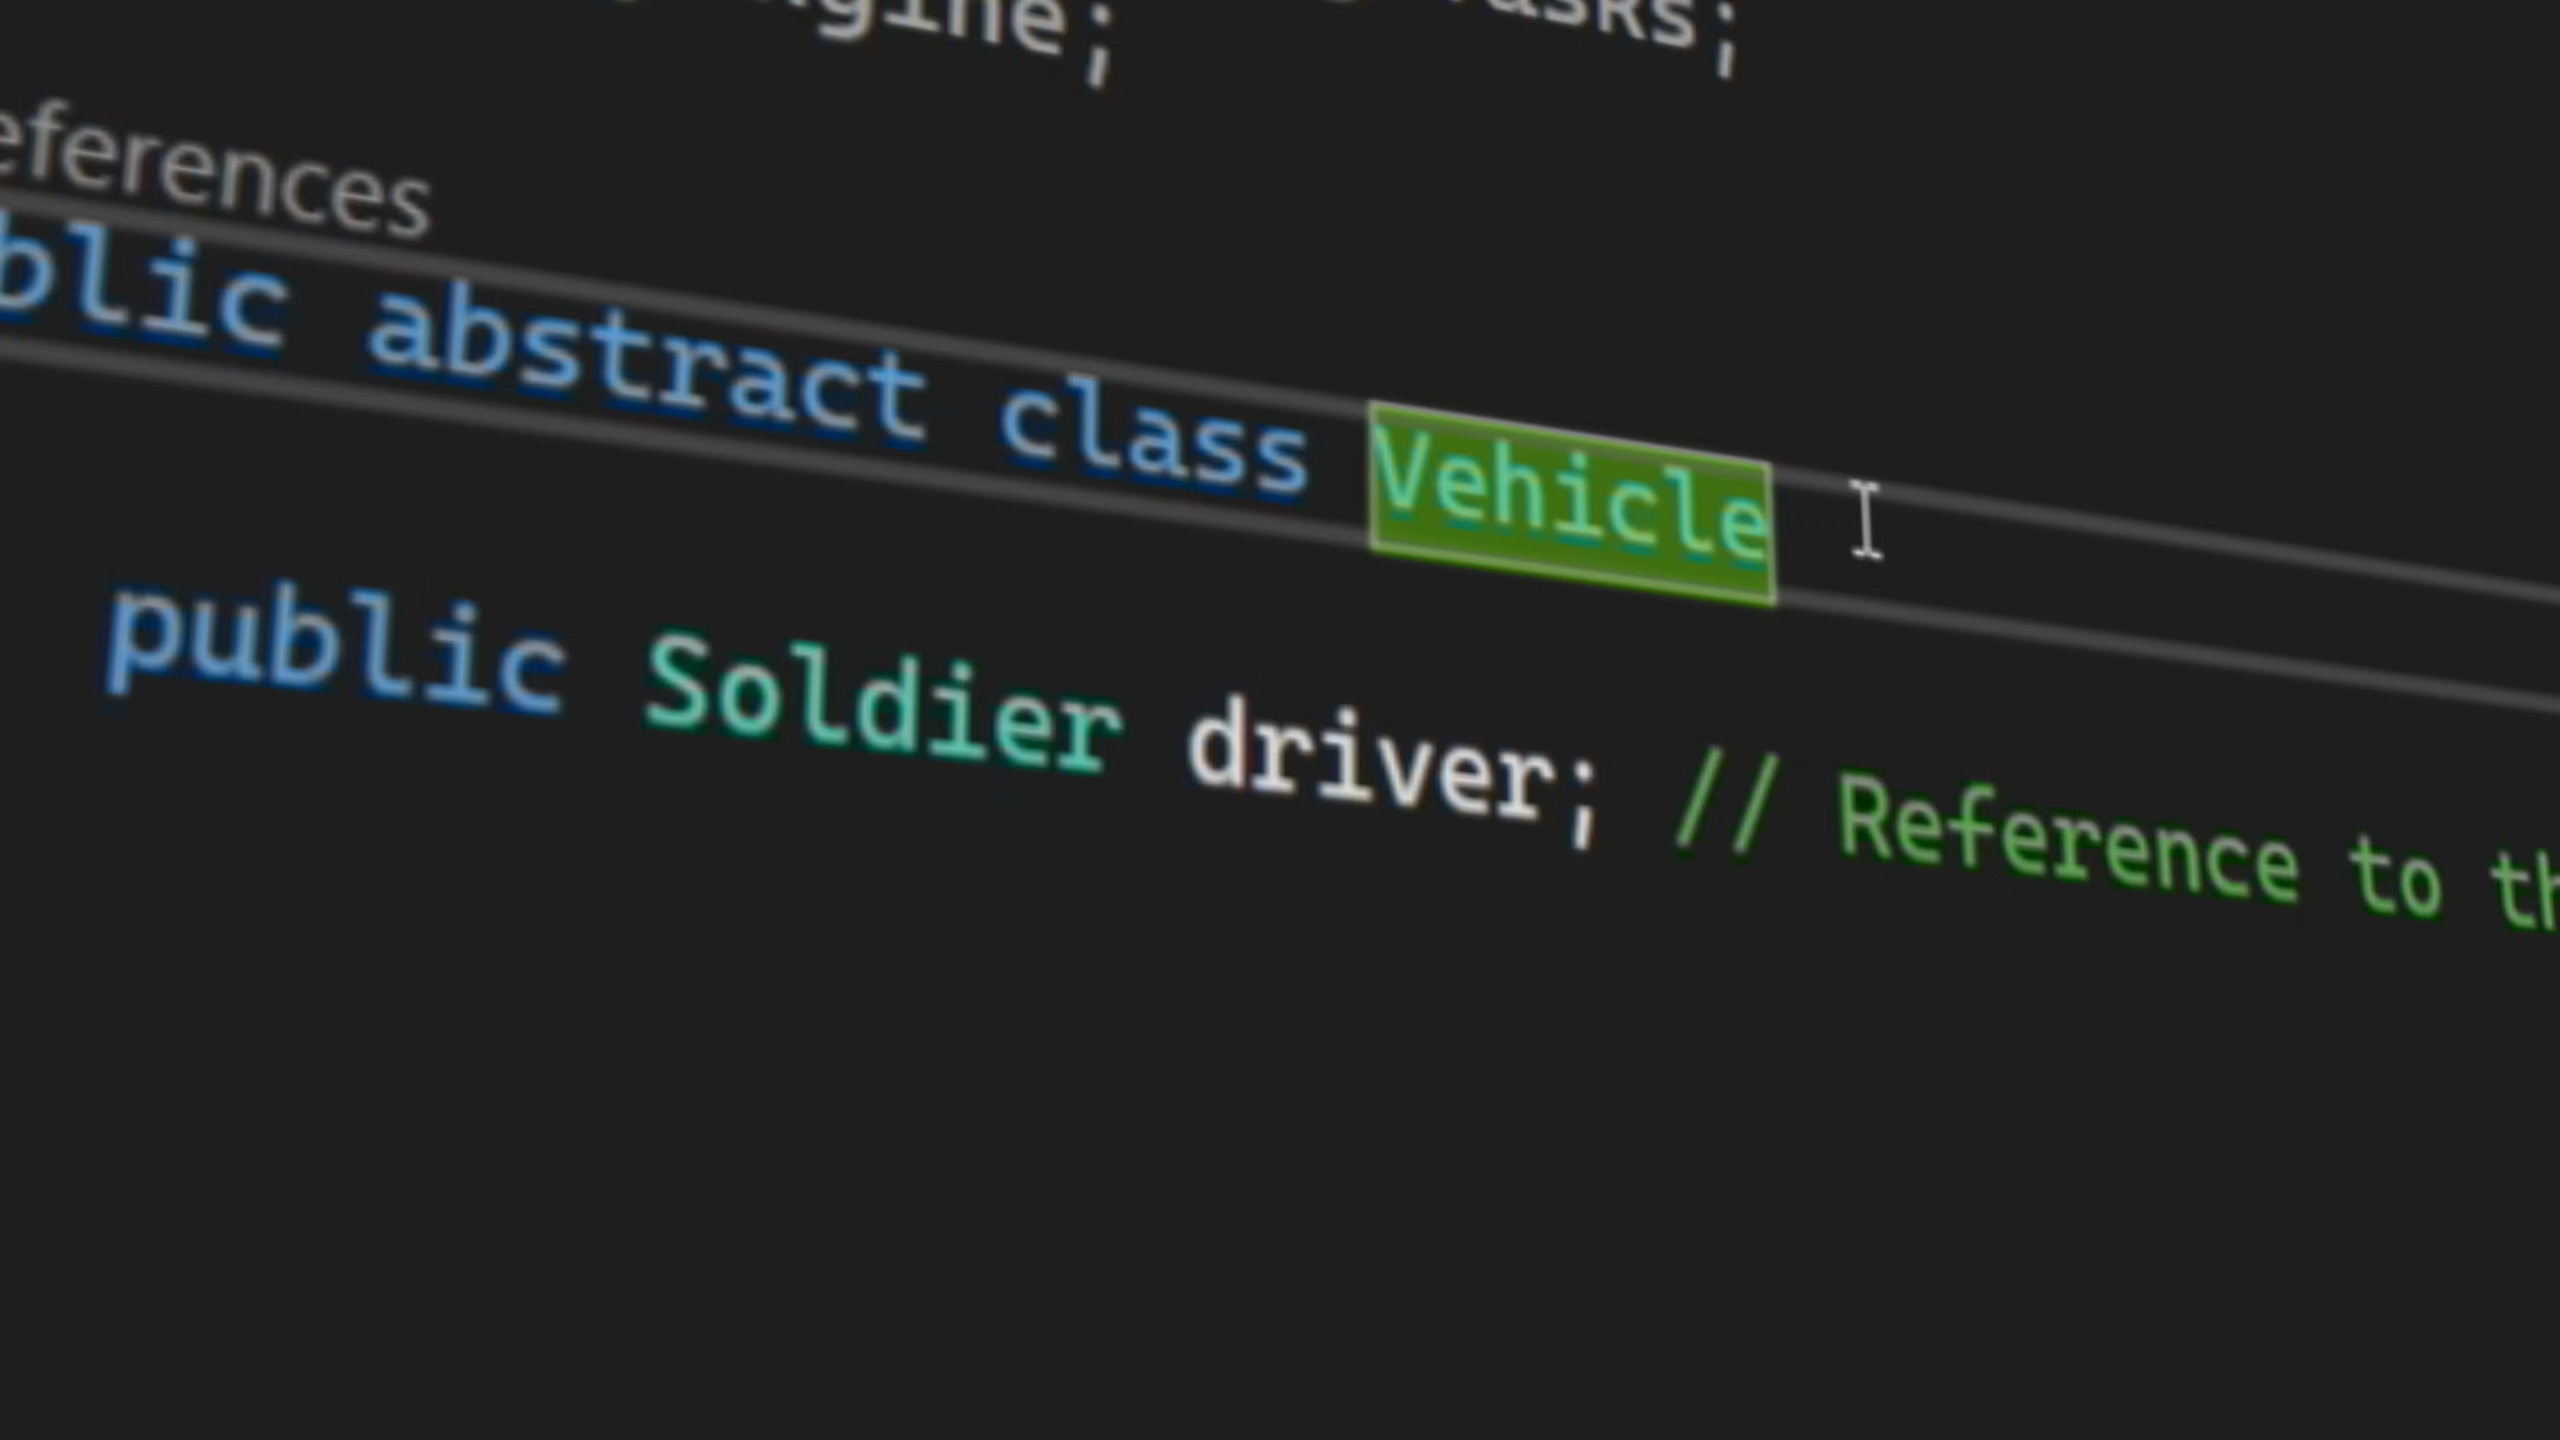 eferences
blic abstract class Vehicle
public Soldier driver; // Reference to th